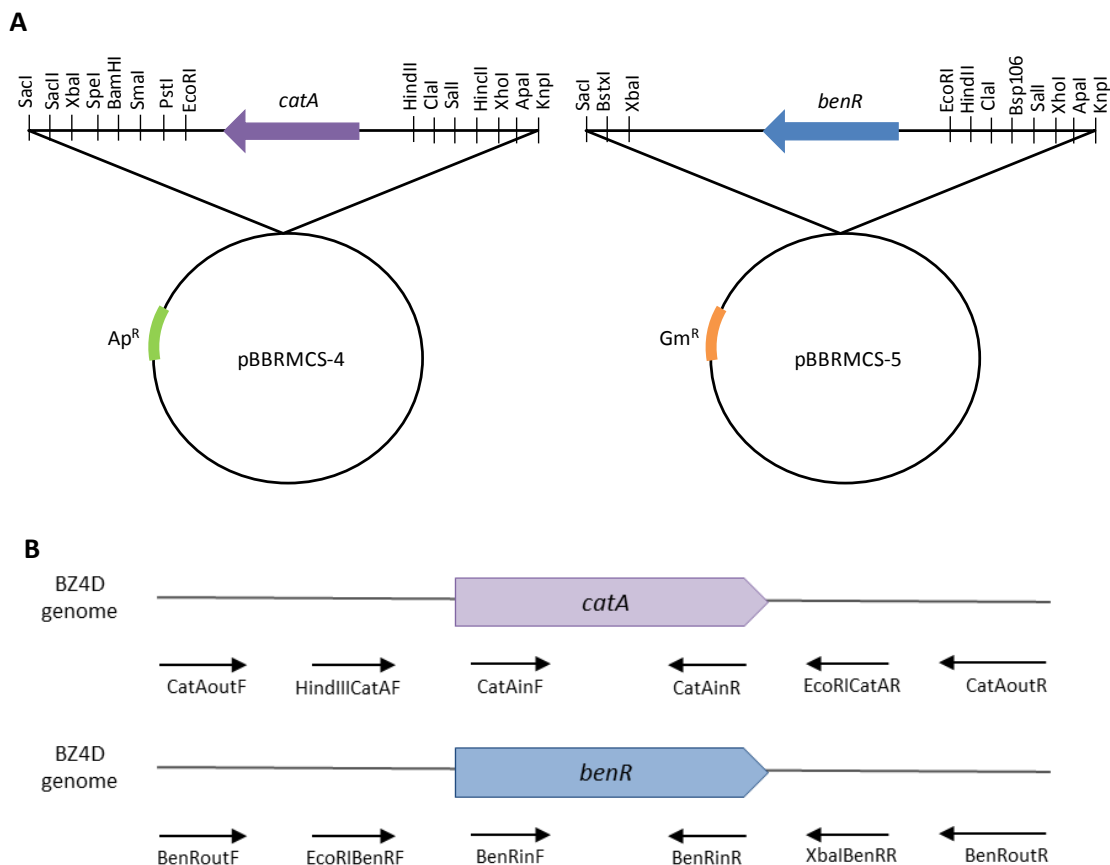 A
SacI
SacII
XbaI
SpeI
BamHI
SmaI
PstI
EcoRI
catA
HindII
ClaI
SalI
HincII
XhoI
ApaI
KnpI
SacI
BstxI
XbaI
benR
EcoRI
HindII
ClaI
Bsp106
SalI
XhoI
ApaI
KnpI
Ap^R
pBBRMCS-4
Gm^R
pBBRMCS-5
B
BZ4D
genome
catA
CatAoutF
HindIIICatAF
CatAinF
CatAinR
EcoRICatAR
CatAoutR
BZ4D
genome
benR
BenRoutF
EcoRIBenRF
BenRinF
BenRinR
XbaIBenRR
BenRoutR